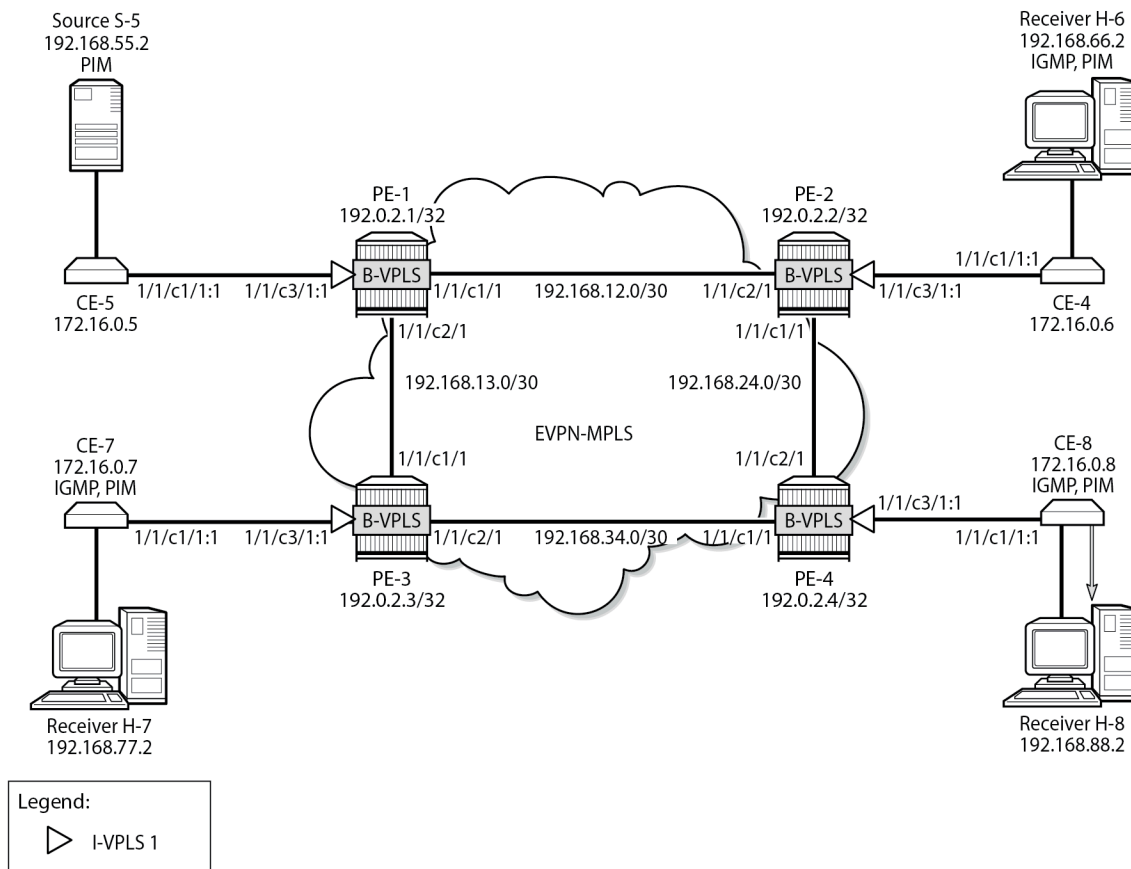 Source S-5
192.168.55.2
PIM
Receiver H-6
192.168.66.2
IGMP, PIM
PE-1
192.0.2.1/32
PE-2
192.0.2.2/32
B-VPLS
B-VPLS
1/1/c1/1:1
1/1/c3/1:1
1/1/c1/1
192.168.12.0/30
1/1/c2/1
1/1/c3/1:1
1/1/c1/1:1
CE-5
172.16.0.5
CE-4
172.16.0.6
1/1/c2/1
1/1/c1/1
192.168.13.0/30
192.168.24.0/30
EVPN-MPLS
CE-7
172.16.0.7
IGMP, PIM
1/1/c1/1
1/1/c2/1
CE-8
172.16.0.8
IGMP, PIM
1/1/c3/1:1
B-VPLS
B-VPLS
1/1/c1/1:1
1/1/c3/1:1
1/1/c2/1
192.168.34.0/30
1/1/c1/1
1/1/c1/1:1
PE-3
192.0.2.3/32
PE-4
192.0.2.4/32
Receiver H-7
192.168.77.2
Receiver H-8
192.168.88.2
Legend:
I-VPLS 1